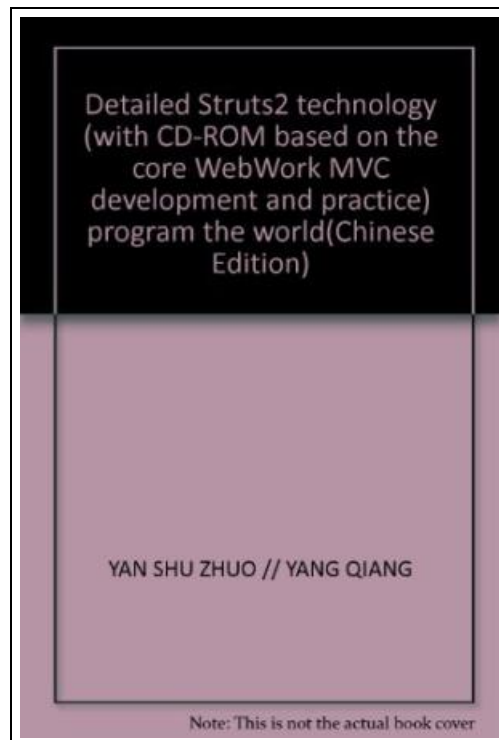 Detailed Struts2 technology
(with CD-ROM based on the
core WebWork MVC
development and practice)
program the world(Chinese
Edition)
YAN SHU ZHUO // YANG QIANG
Note: This is not the actual book cover